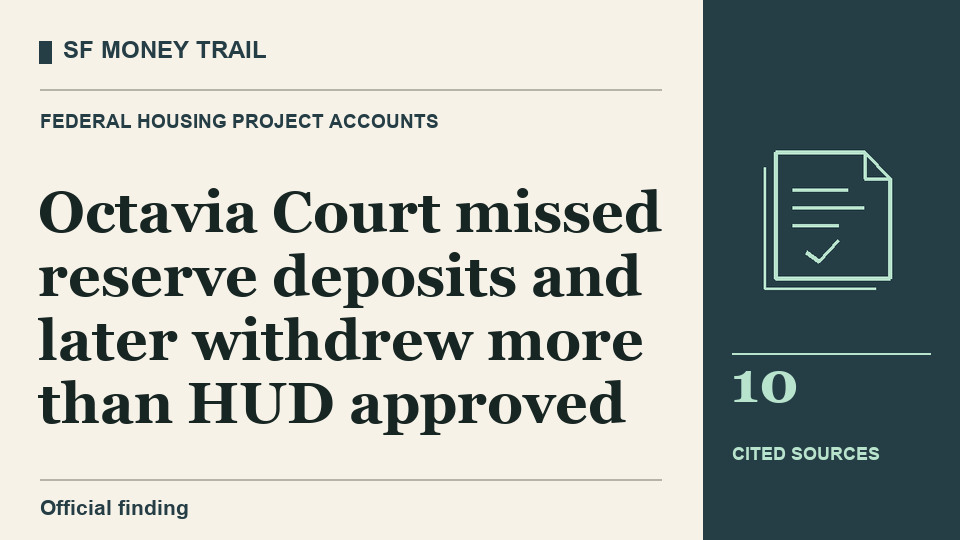 SF MONEY TRAIL
FEDERAL HOUSING PROJECT ACCOUNTS
Octavia Court missed
reserve deposits and
later withdrew more
than HUD approved
Official finding
10
CITED SOURCES